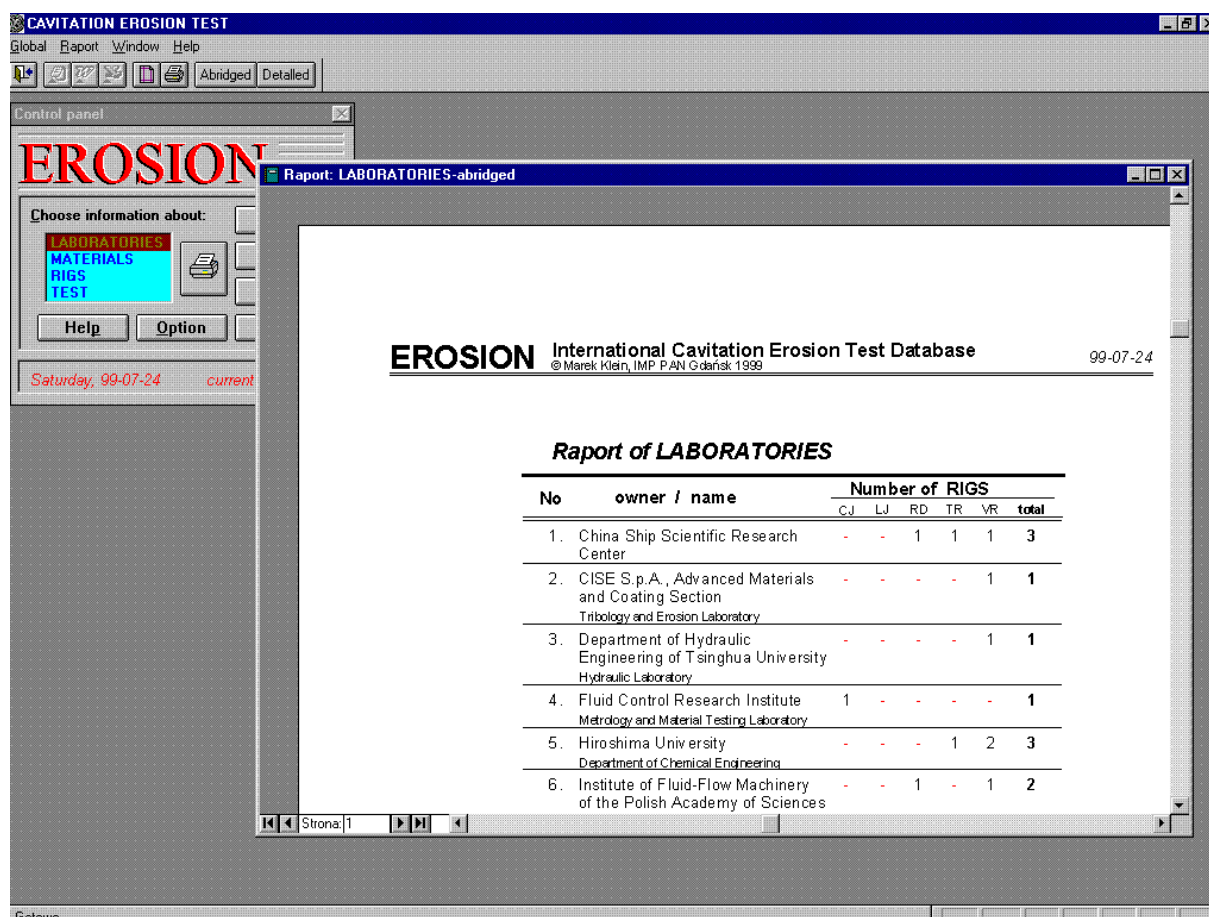 CAVITATION EROSION TEST
Global Raport Window Help
Abridged Detalled
Control panel
EROSION
Choose information about:
LABORATORIES
MATERIALS
RIGS
TEST
Help Option
Saturday, 99-07-24 current
Raport: LABORATORIES-abridged
EROSION International Cavitation Erosion Test Database 99-07-24
© Marek Klein, IMP PAN Gdańsk 1999
Raport of LABORATORIES
No owner / name Number of RIGS
CJ LJ RD TR VR total
1. China Ship Scientific Research - - 1 1 1 3
Center
2. CISE S.p.A., Advanced Materials - - - - 1 1
and Coating Section
Tribology and Erosion Laboratory
3. Department of Hydraulic - - - - 1 1
Engineering of Tsinghua University
Hydraulic Laboratory
4. Fluid Control Research Institute 1 - - - - 1
Metrology and Material Testing Laboratory
5. Hiroshima University - - - 1 2 3
Department of Chemical Engineering
6. Institute of Fluid-Flow Machinery - - 1 - 1 2
of the Polish Academy of Sciences
Strona: 1